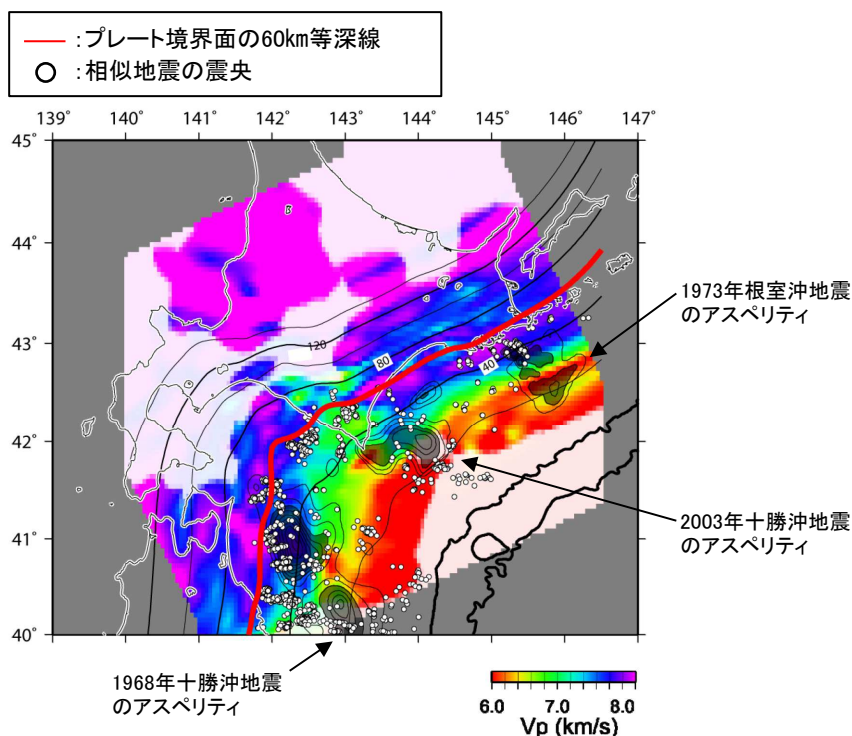 :プレート境界面の60㎞等深線
:相似地震の震央
139° 140° 141° 142° 143° 144° 145° 146° 147°
45°
44°
43°
42°
41°
40°
120
80
40
1973年根室沖地震
のアスペリティ
2003年十勝沖地震
のアスペリティ
1968年十勝沖地震
のアスペリティ
6.0 7.0 8.0
Vp (km/s)